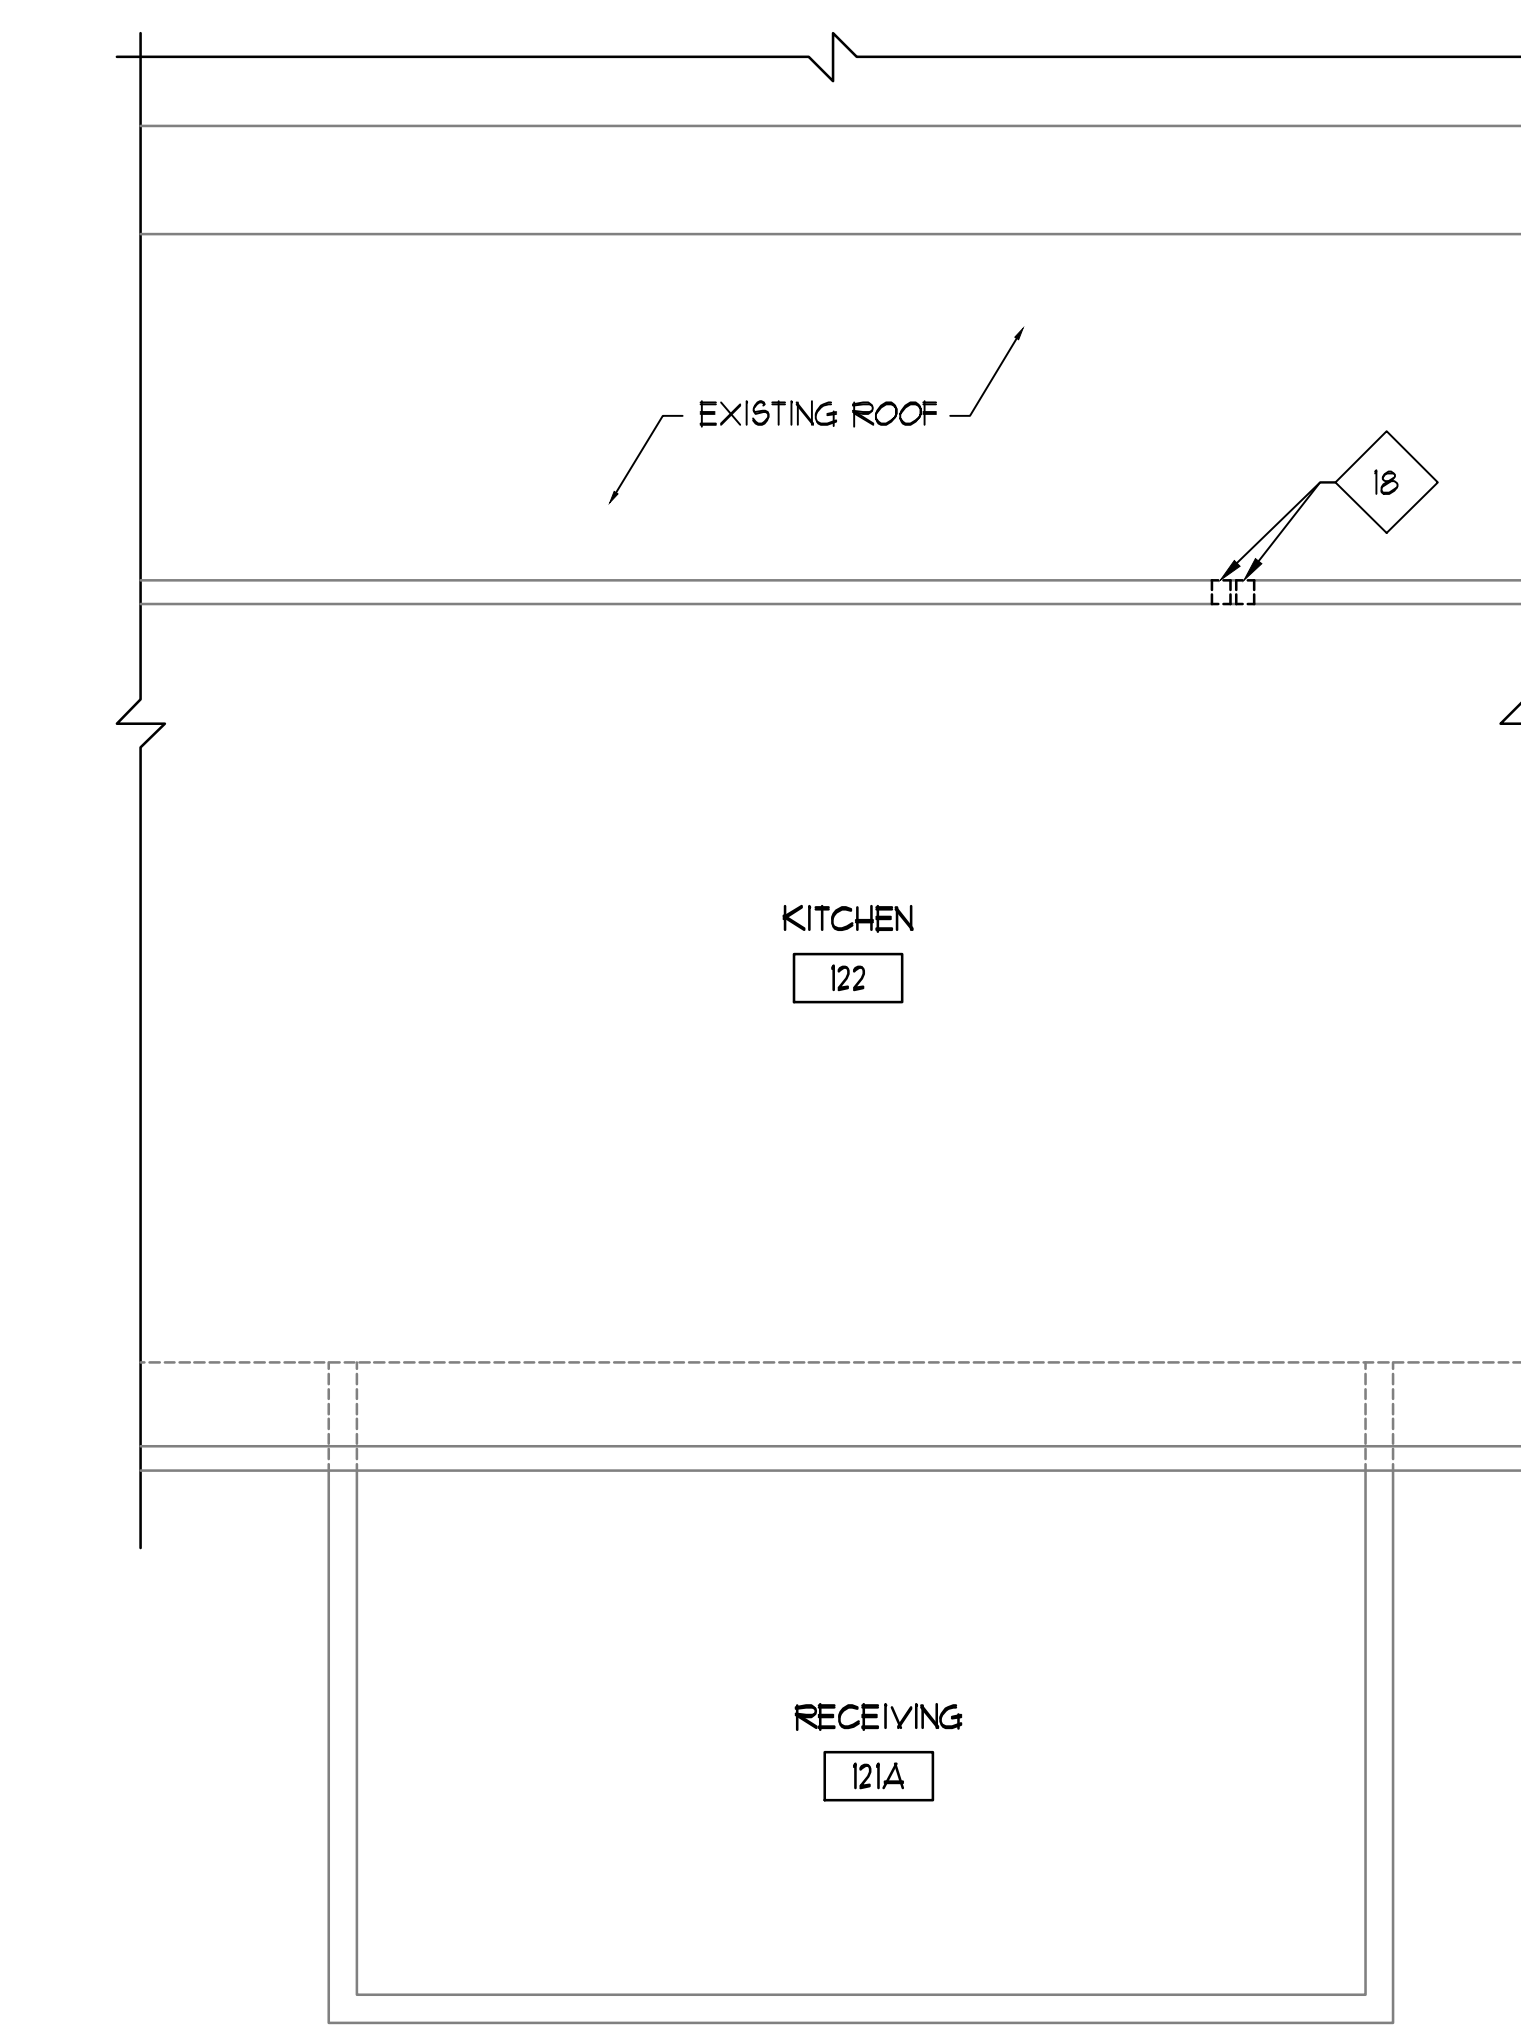 EXISTING ROOF
18
KITCHEN
122
RECEIVING
121A